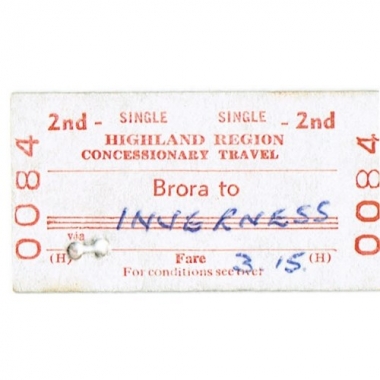 2nd - SINGLE SINGLE - 2nd
HIGHLAND REGION
CONCESSIONARY TRAVEL
0084
Brora to
INVERNESS
via
(H) Fare 3 15. (H)
For conditions see over
0084